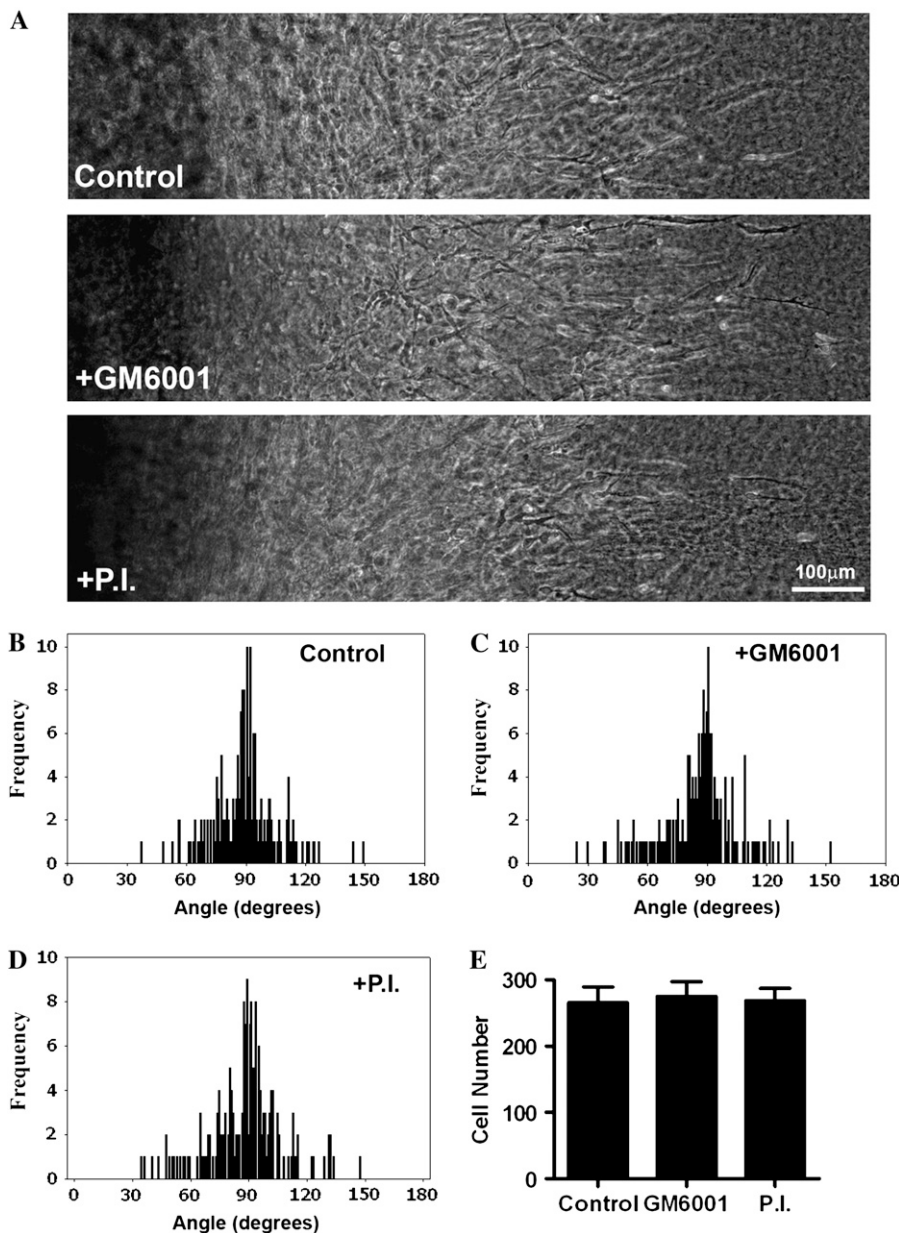 A
Control
+GM6001
+P.I.
100μm
B
Control
Frequency
10
8
6
4
2
0
0 30 60 90 120 150 180
Angle (degrees)
C
+GM6001
Frequency
10
8
6
4
2
0
0 30 60 90 120 150 180
Angle (degrees)
D
+P.I.
Frequency
10
8
6
4
2
0
0 30 60 90 120 150 180
Angle (degrees)
E
Cell Number
300
200
100
0
Control GM6001 P.I.